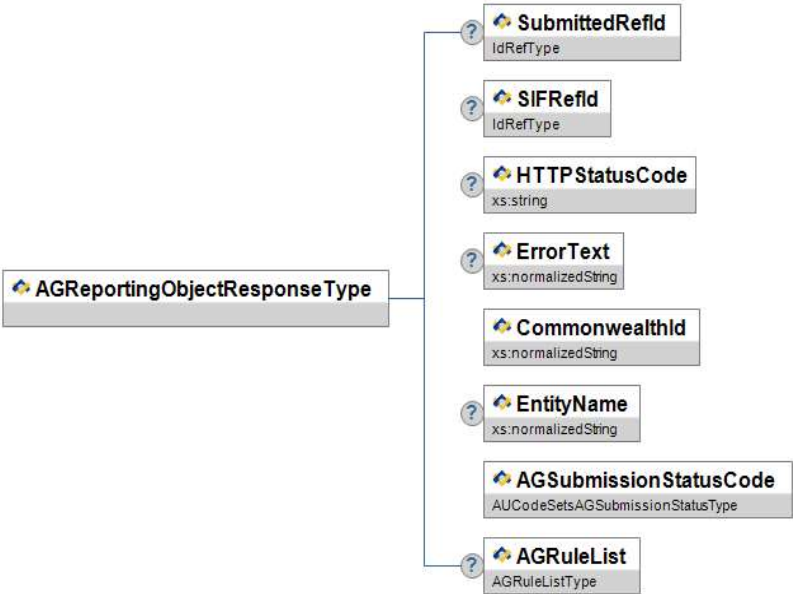 SubmittedRefId
IdRefType
?
SIFRefId
IdRefType
?
HTTPStatusCode
xs:string
?
ErrorText
xs:normalizedString
?
AGReportingObjectResponseType
CommonwealthId
xs:normalizedString
EntityName
xs:normalizedString
?
AGSubmissionStatusCode
AUCodeSetsAGSubmissionStatusType
AGRuleList
AGRuleListType
?